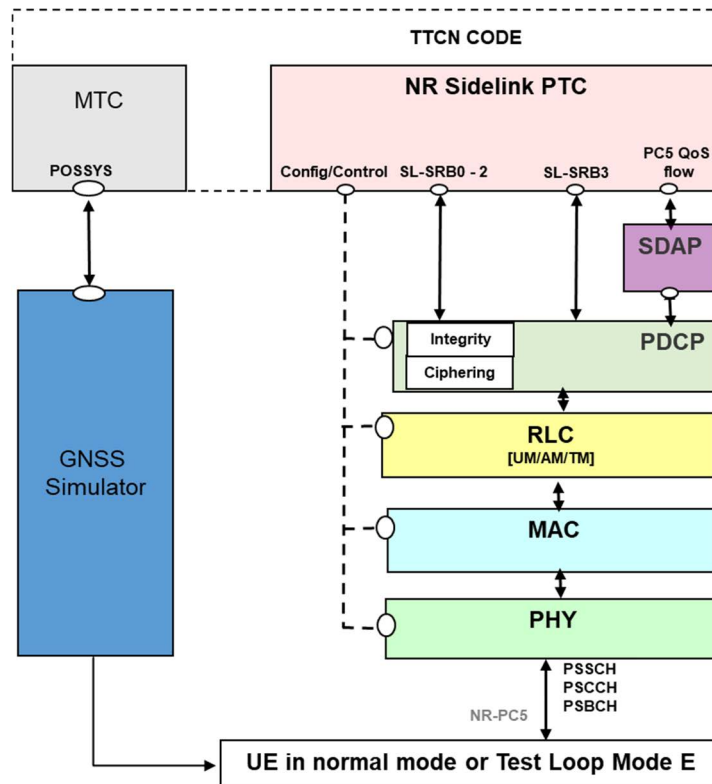 TTCN CODE
MTC
NR Sidelink PTC
POSSYS
Config/Control
SL-SRB0 - 2
SL-SRB3
PC5 QoS
flow
SDAP
Integrity
PDCP
Ciphering
GNSS
Simulator
RLC
[UM/AM/TM]
MAC
PHY
PSSCH
PSCCH
PSBCH
NR-PC5
UE in normal mode or Test Loop Mode E